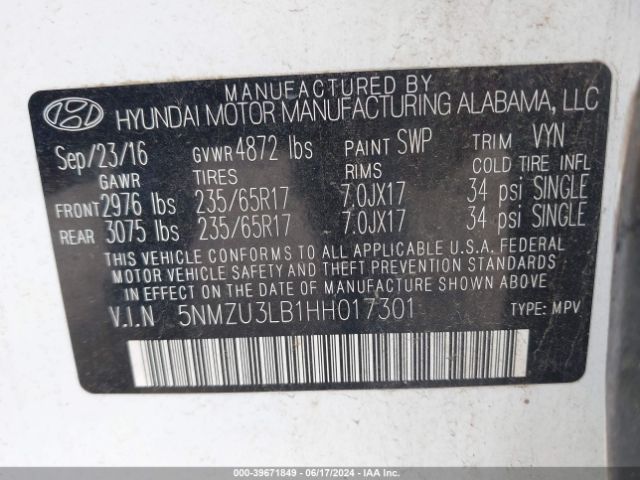 MANUFACTURED BY
HYUNDAI MOTOR MANUFACTURING ALABAMA, LLC
Sep/23/16 GVWR 4872 lbs PAINT SWP TRIM VYN
GAWR TIRES RIMS COLD TIRE INFL
FRONT 2976 lbs 235/65R17 7.0JX17 34 psi SINGLE
REAR 3075 lbs 235/65R17 7.0JX17 34 psi SINGLE
THIS VEHICLE CONFORMS TO ALL APPLICABLE U.S.A. FEDERAL
MOTOR VEHICLE SAFETY AND THEFT PREVENTION STANDARDS
IN EFFECT ON THE DATE OF MANUFACTURE SHOWN ABOVE
V.I.N 5NMZU3LB1HH017301 TYPE: MPV
000-39671849 - 06/17/2024 - IAAI.COM